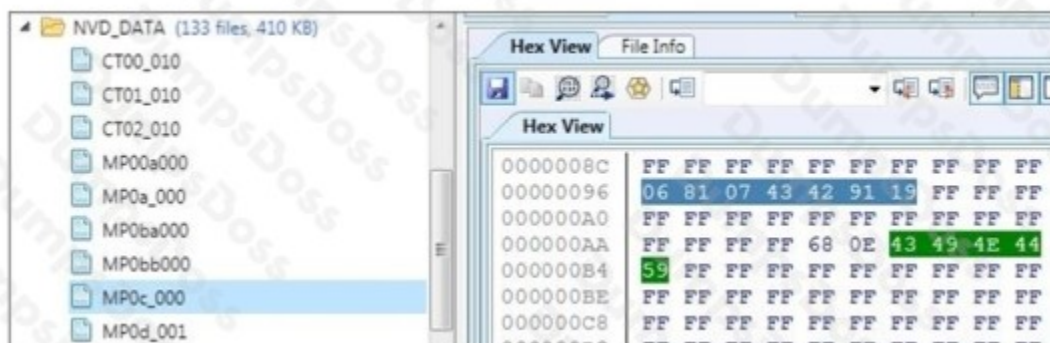 NVD_DATA (133 files, 410 KB)
CT00_010
CT01_010
CT02_010
MP00a000
MP0a_000
MP0ba000
MP0bb000
MP0c_000
MP0d_001
Hex View File Info
Hex View
0000008C FF FF FF FF FF FF FF FF FF FF
00000096 06 81 07 43 42 91 19 FF FF FF
000000A0 FF FF FF FF FF FF FF FF FF FF
000000AA FF FF FF FF 68 0E 43 49 4E 44
000000B4 59 FF FF FF FF FF FF FF FF FF
000000BE FF FF FF FF FF FF FF FF FF FF
000000C8 FF FF FF FF FF FF FF FF FF FF
DumpsDoss